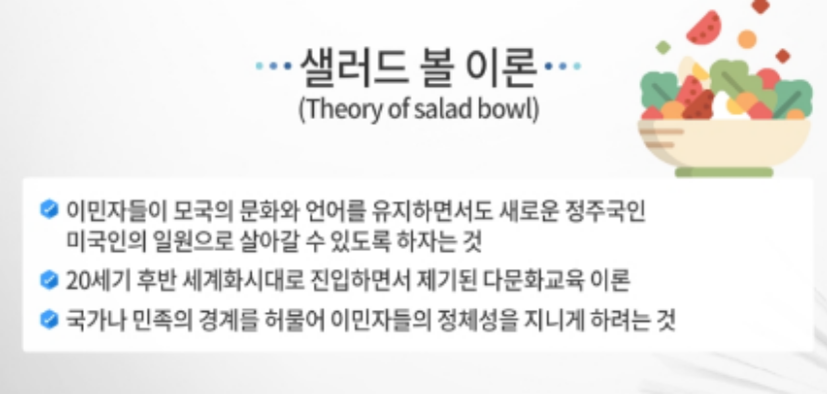 샐러드 볼 이론
(Theory of salad bowl)
이민자들이 모국의 문화와 언어를 유지하면서도 새로운 정주국인
미국인의 일원으로 살아갈 수 있도록 하자는 것
20세기 후반 세계화시대로 진입하면서 제기된 다문화교육 이론
국가나 민족의 경계를 허물어 이민자들의 정체성을 지니게 하려는 것